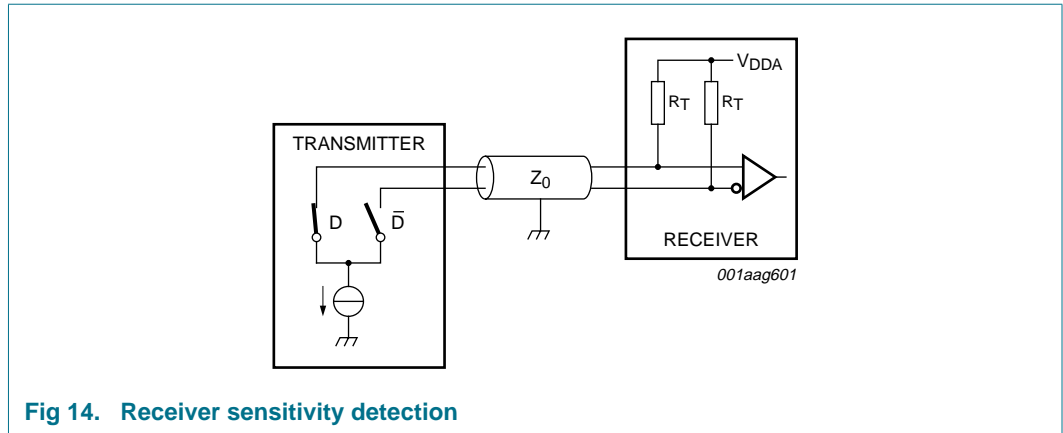 VDDA
RT RT
TRANSMITTER
Z0
D D̅
RECEIVER
001aag601
Fig 14. Receiver sensitivity detection